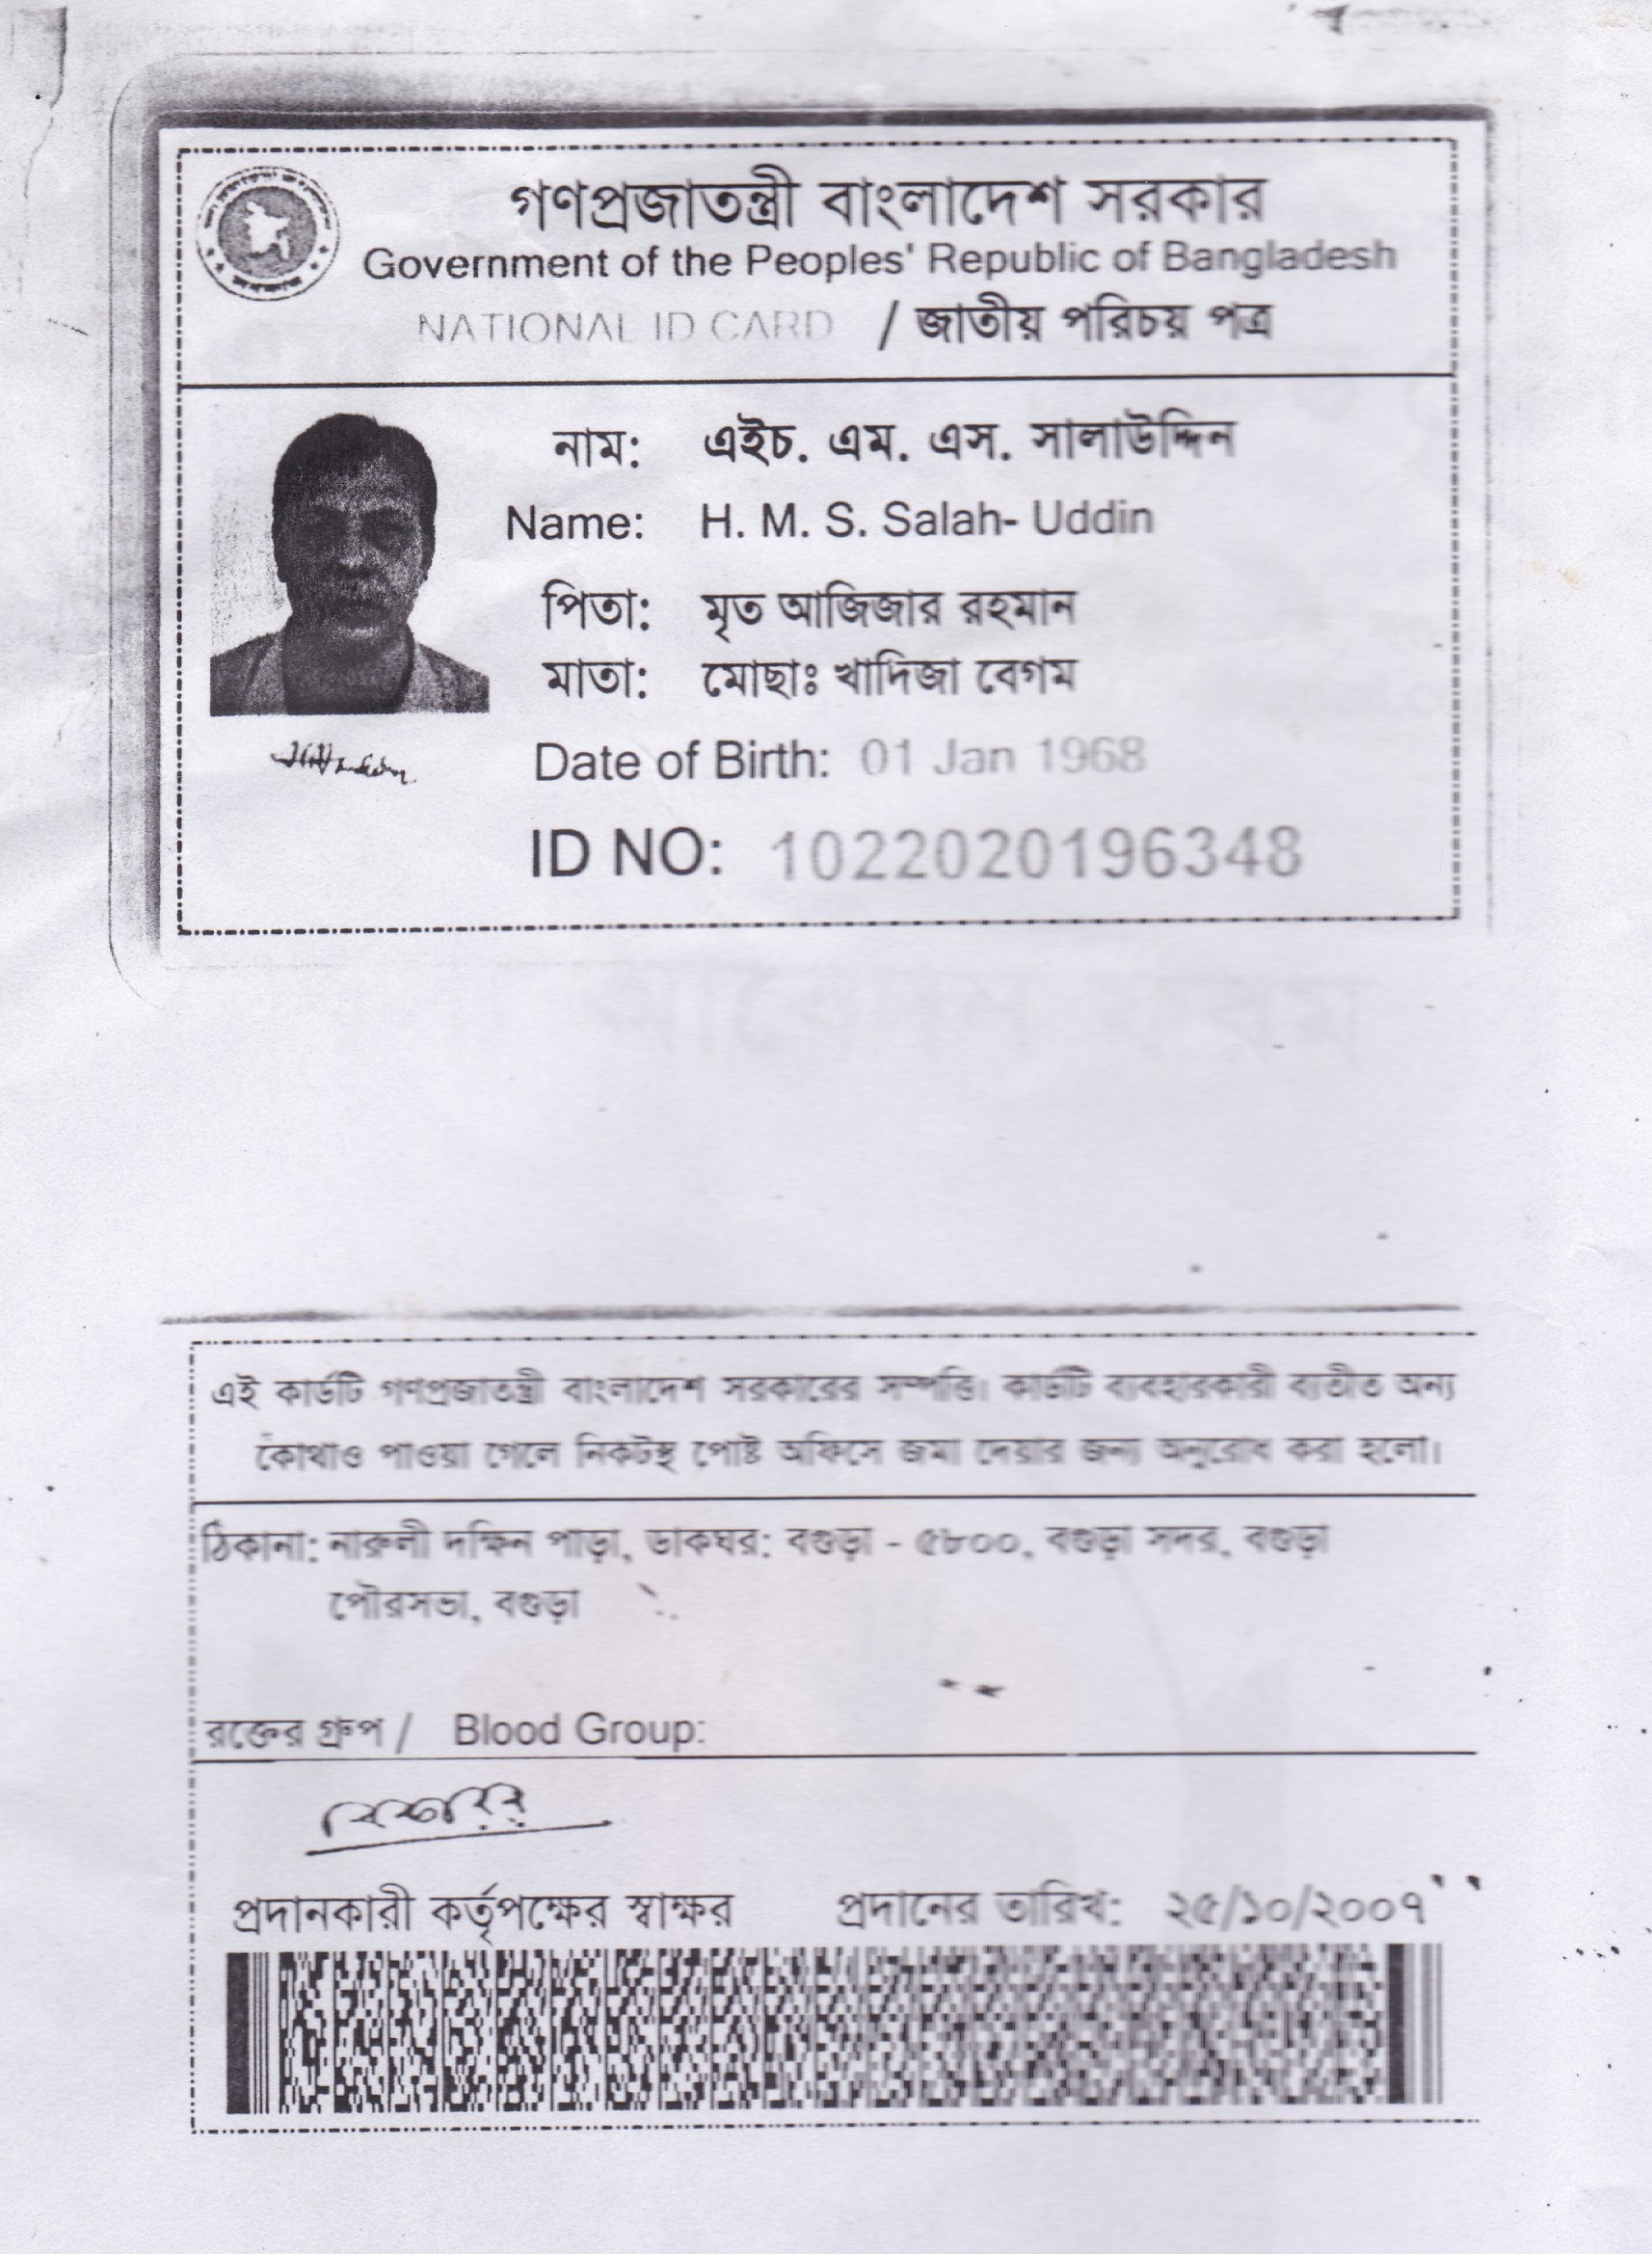 গণপ্রজাতন্ত্রী বাংলাদেশ সরকার
Government of the Peoples' Republic of Bangladesh
NATIONAL ID CARD / জাতীয় পরিচয় পত্র
নাম: এইচ. এম. এস. সালাউদ্দিন
Name: H. M. S. Salah- Uddin
পিতা: মৃত আজিজার রহমান
মাতা: মোছাঃ খাদিজা বেগম
Date of Birth: 01 Jan 1968
ID NO: 1022020196348
এই কার্ডটি গণপ্রজাতন্ত্রী বাংলাদেশ সরকারের সম্পত্তি। কার্ডটি ব্যবহারকারী ব্যতীত অন্য
কোথাও পাওয়া গেলে নিকটস্থ পোষ্ট অফিসে জমা দেয়ার জন্য অনুরোধ করা হলো।
ঠিকানা: নারুলী দক্ষিন পাড়া, ডাকঘর: বগুড়া - ৫৮০০, বগুড়া সদর, বগুড়া
পৌরসভা, বগুড়া
রক্তের গ্রুপ / Blood Group:
প্রদানকারী কর্তৃপক্ষের স্বাক্ষর প্রদানের তারিখ: ২৫/১০/২০০৭